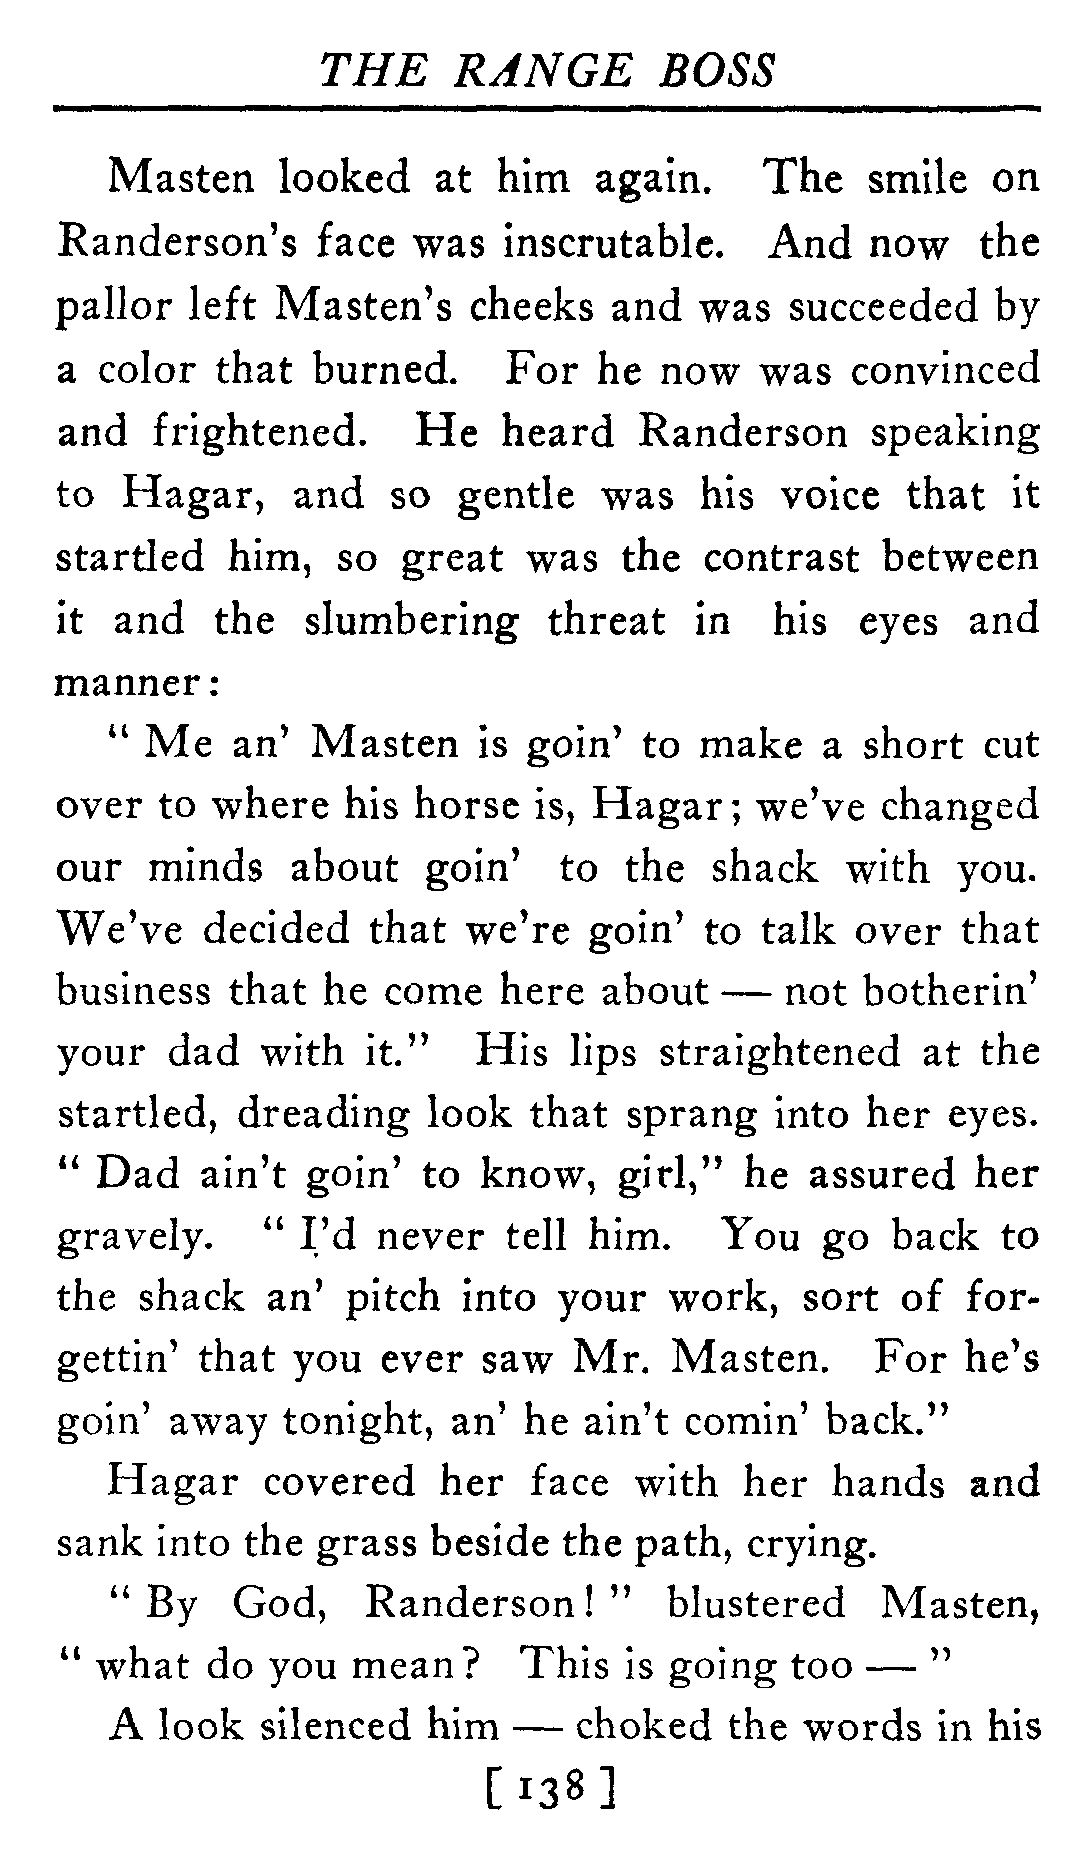 THE RANGE BOSS
Masten looked at him again. The smile on
Randerson's face was inscrutable. And now the
pallor left Masten's cheeks and was succeeded by
a color that burned. For he now was convinced
and frightened. He heard Randerson speaking
to Hagar, and so gentle was his voice that it
startled him, so great was the contrast between
it and the slumbering threat in his eyes and
manner:
" Me an' Masten is goin' to make a short cut
over to where his horse is, Hagar; we've changed
our minds about goin' to the shack with you.
We've decided that we're goin' to talk over that
business that he come here about — not botherin'
your dad with it." His lips straightened at the
startled, dreading look that sprang into her eyes.
" Dad ain't goin' to know, girl," he assured her
gravely. " I'd never tell him. You go back to
the shack an' pitch into your work, sort of for-
gettin' that you ever saw Mr. Masten. For he's
goin' away tonight, an' he ain't comin' back."
Hagar covered her face with her hands and
sank into the grass beside the path, crying.
" By God, Randerson! " blustered Masten,
" what do you mean? This is going too — "
A look silenced him — choked the words in his
[ 138 ]